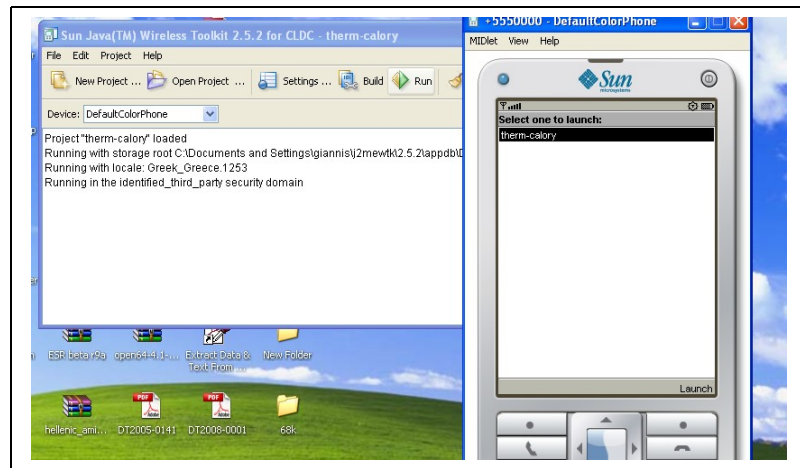 Sun Java(TM) Wireless Toolkit 2.5.2 for CLDC - therm-calory
File Edit Project Help
New Project ... Open Project ... Settings ... Build Run
Device: DefaultColorPhone
Project "therm-calory" loaded
Running with storage root C:\Documents and Settings\giannis\j2mewtk\2.5.2\appdb\D
Running with locale: Greek_Greece.1253
Running in the identified_third_party security domain
+5550000 - DefaultColorPhone
MIDlet View Help
Sun
microsystems
Select one to launch:
therm-calory
Launch
ESR beta r9a
open64-4.1-...
Extract Data &
Text From ...
New Folder
hellenic_ami...
DT2005-0141
DT2008-0001
68k